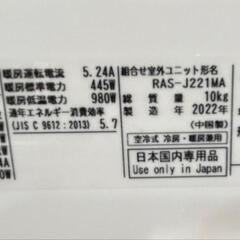 暖房運転電流 5.24A
暖房標準電力 445W
暖房低温電力 980W
通年エネルギー消費効率
(JIS C 9612:2013) 5.7
組合せ室外ユニット形名
RAS-J221MA
総質量 10kg
製造年 2022年
(中国製)
空冷式 冷房・暖房兼用
日本国内専用品
Use only in Japan